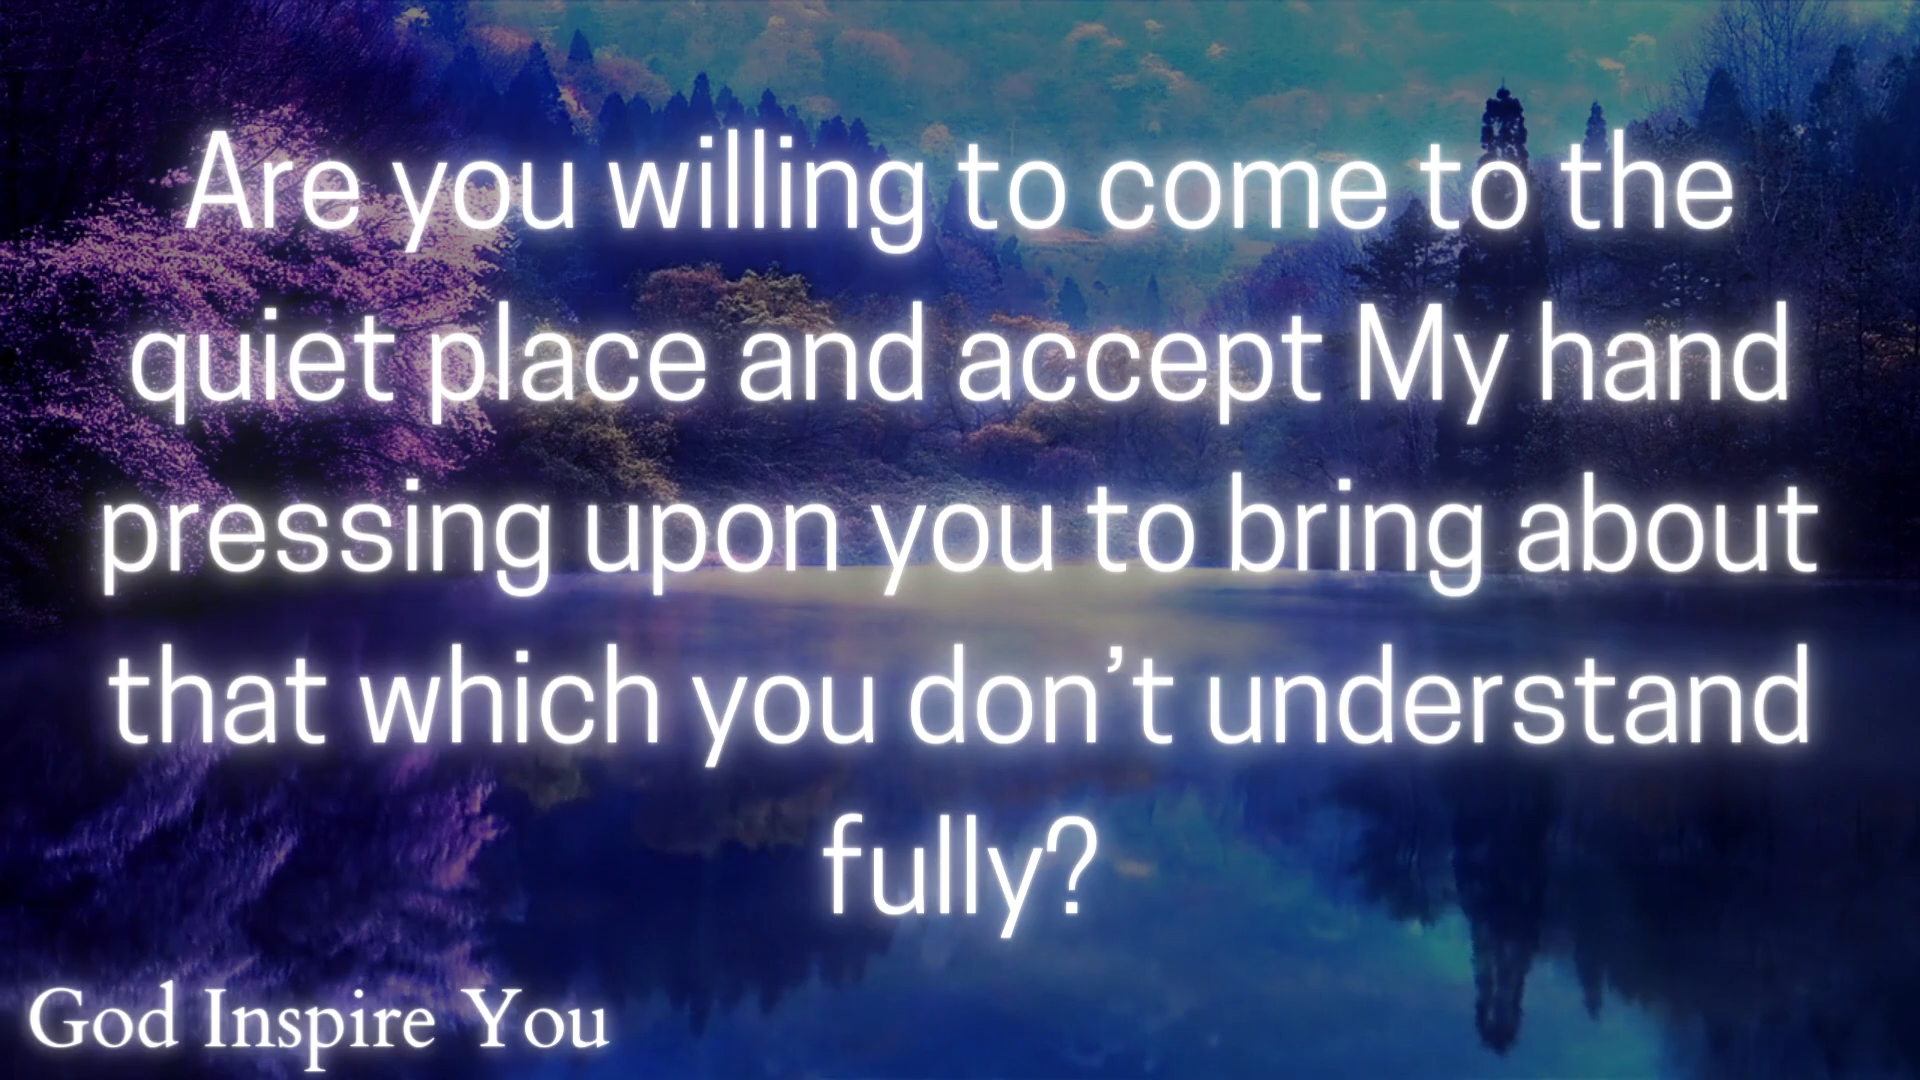 Are you willing to come to the
quiet place and accept My hand
pressing upon you to bring about
that which you don’t understand
fully?
God Inspire You